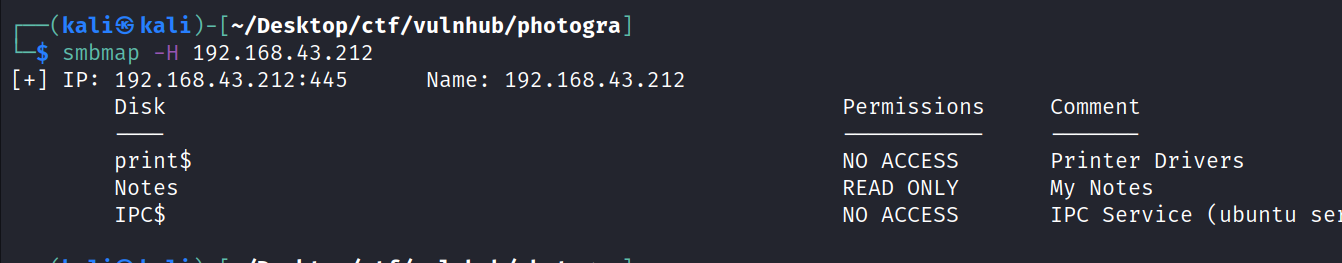 ┌──(kali㉿kali)-[~/Desktop/ctf/vulnhub/photogra]
└─$ smbmap -H 192.168.43.212
[+] IP: 192.168.43.212:445 Name: 192.168.43.212
Disk Permissions Comment
---- ----------- -------
print$ NO ACCESS Printer Drivers
Notes READ ONLY My Notes
IPC$ NO ACCESS IPC Service (ubuntu ser